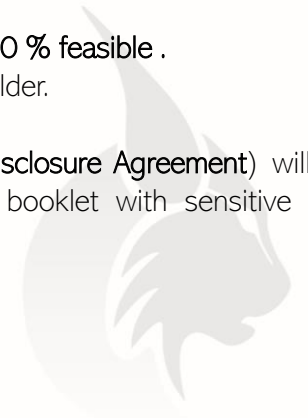 0 % feasible .
lder.
sclosure Agreement) will
booklet with sensitive